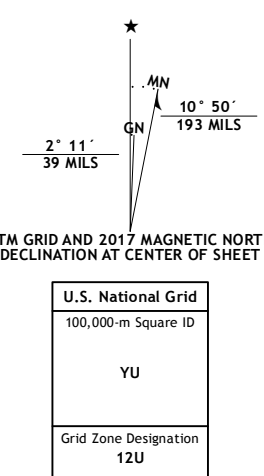 ★
MN
GN
10° 50´
193 MILS
2° 11´
39 MILS
TM GRID AND 2017 MAGNETIC NORT
DECLINATION AT CENTER OF SHEET
U.S. National Grid
100,000-m Square ID
YU
Grid Zone Designation
12U